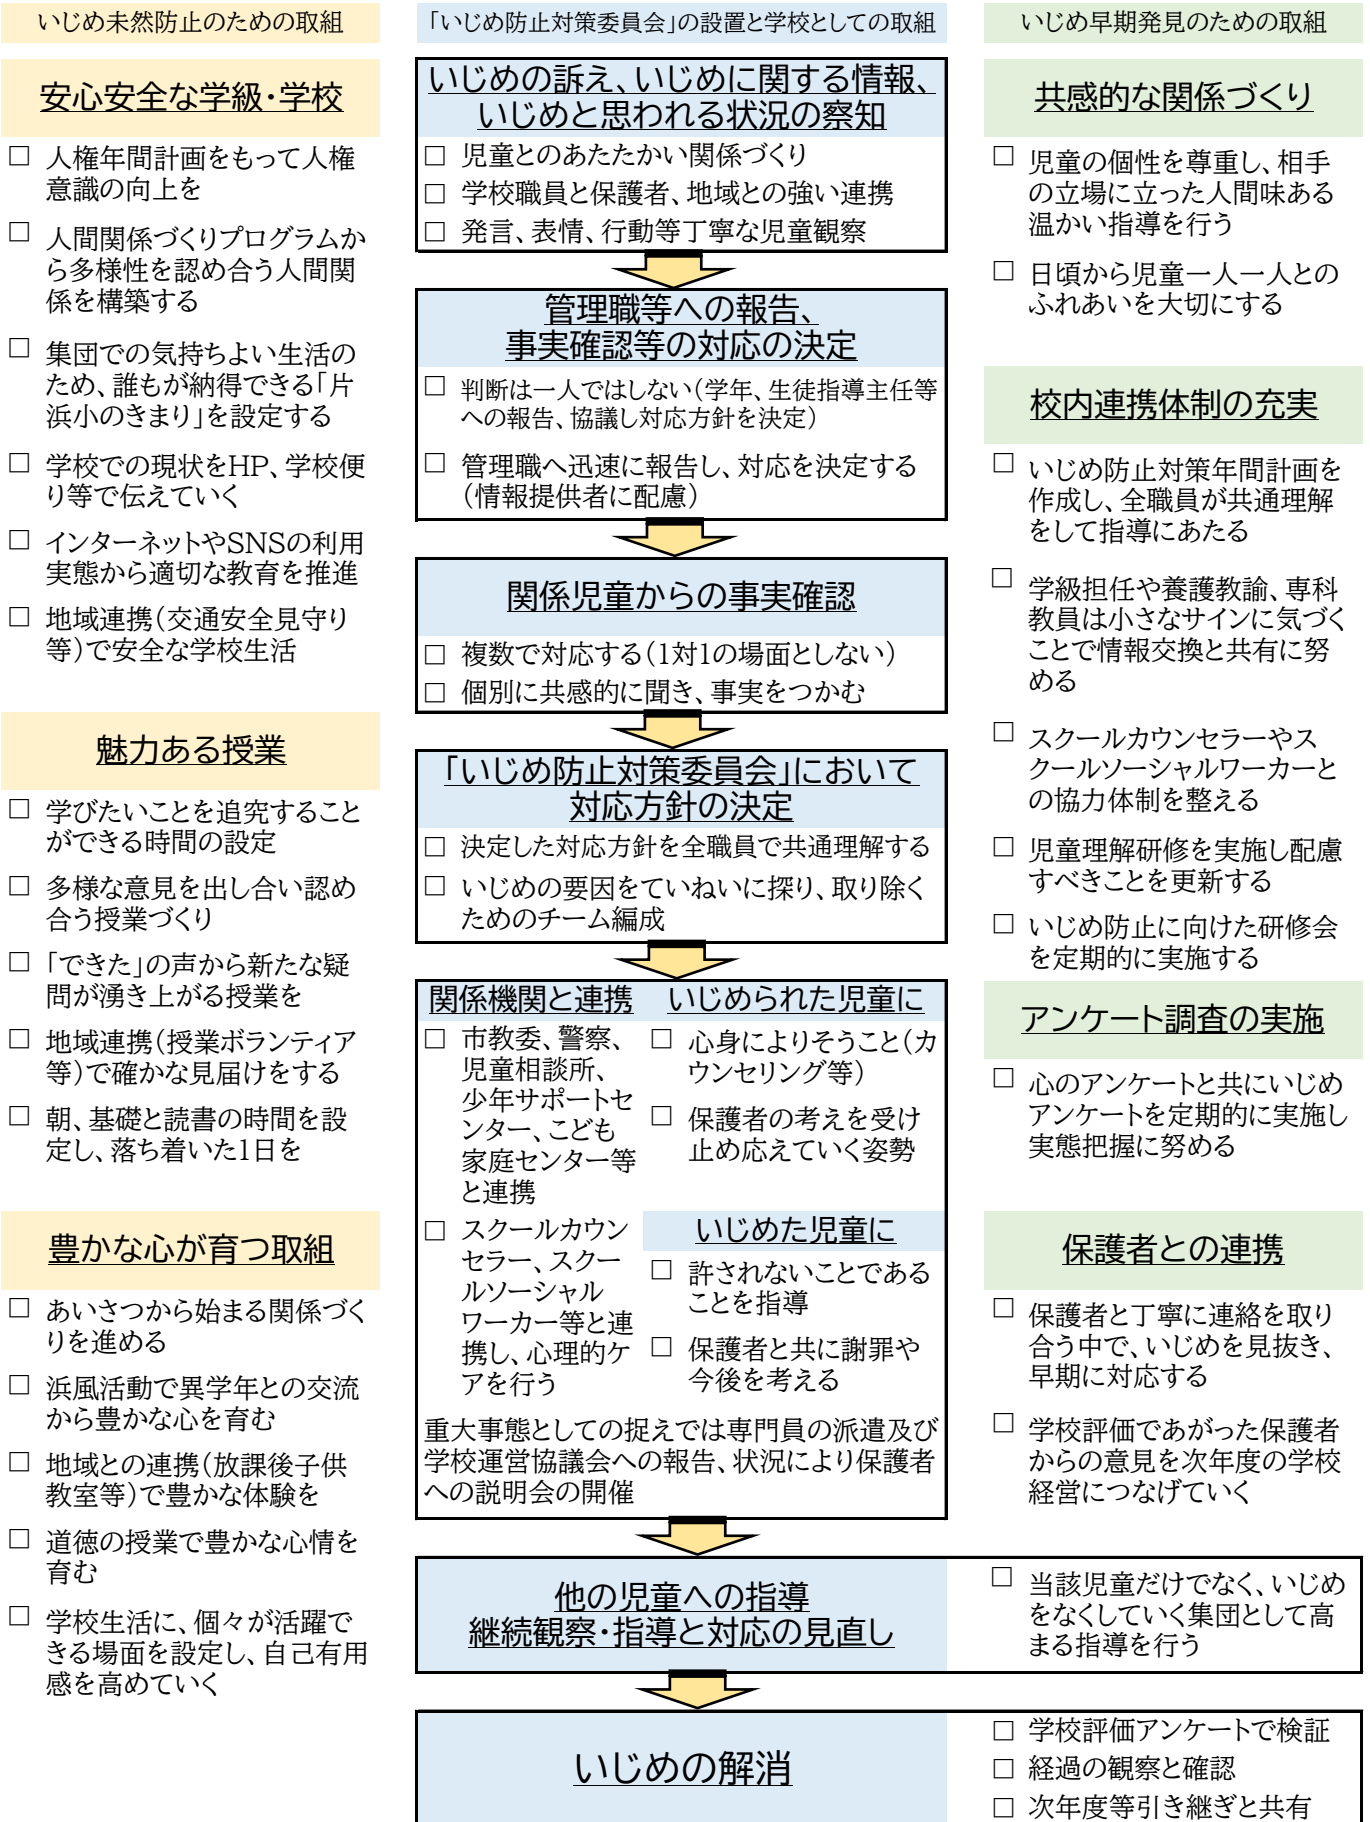 いじめ未然防止のための取組
安心安全な学級・学校
□ 人権年間計画をもって人権
意識の向上を
□ 人間関係づくりプログラムか
ら多様性を認め合う人間関
係を構築する
□ 集団での気持ちよい生活の
ため、誰もが納得できる「片
浜小のきまり」を設定する
□ 学校での現状をHP、学校便
り等で伝えていく
□ インターネットやSNSの利用
実態から適切な教育を推進
□ 地域連携(交通安全見守り
等)で安全な学校生活
魅力ある授業
□ 学びたいことを追究すること
ができる時間の設定
□ 多様な意見を出し合い認め
合う授業づくり
□ 「できた」の声から新たな疑
問が湧き上がる授業を
□ 地域連携(授業ボランティア
等)で確かな見届けをする
□ 朝、基礎と読書の時間を設
定し、落ち着いた1日を
豊かな心が育つ取組
□ あいさつから始まる関係づく
りを進める
□ 浜風活動で異学年との交流
から豊かな心を育む
□ 地域との連携(放課後子供
教室等)で豊かな体験を
□ 道徳の授業で豊かな心情を
育む
□ 学校生活に、個々が活躍で
きる場面を設定し、自己有用
感を高めていく
「いじめ防止対策委員会」の設置と学校としての取組
いじめの訴え、いじめに関する情報、
いじめと思われる状況の察知
□ 児童とのあたたかい関係づくり
□ 学校職員と保護者、地域との強い連携
□ 発言、表情、行動等丁寧な児童観察
管理職等への報告、
事実確認等の対応の決定
□ 判断は一人ではしない(学年、生徒指導主任等
への報告、協議し対応方針を決定)
□ 管理職へ迅速に報告し、対応を決定する
(情報提供者に配慮)
関係児童からの事実確認
□ 複数で対応する(1対1の場面としない)
□ 個別に共感的に聞き、事実をつかむ
「いじめ防止対策委員会」において
対応方針の決定
□ 決定した対応方針を全職員で共通理解する
□ いじめの要因をていねいに探り、取り除く
ためのチーム編成
関係機関と連携
□ 市教委、警察、
児童相談所、
少年サポートセ
ンター、こども
家庭センター等
と連携
□ スクールカウン
セラー、スクー
ルソーシャル
ワーカー等と連
携し、心理的ケ
アを行う
いじめられた児童に
□ 心身によりそうこと(カ
ウンセリング等)
□ 保護者の考えを受け
止め応えていく姿勢
いじめた児童に
□ 許されないことである
ことを指導
□ 保護者と共に謝罪や
今後を考える
重大事態としての捉えでは専門員の派遣及び
学校運営協議会への報告、状況により保護者
への説明会の開催
他の児童への指導
継続観察・指導と対応の見直し
□ 当該児童だけでなく、いじめ
をなくしていく集団として高
まる指導を行う
いじめの解消
□ 学校評価アンケートで検証
□ 経過の観察と確認
□ 次年度等引き継ぎと共有
いじめ早期発見のための取組
共感的な関係づくり
□ 児童の個性を尊重し、相手
の立場に立った人間味ある
温かい指導を行う
□ 日頃から児童一人一人との
ふれあいを大切にする
校内連携体制の充実
□ いじめ防止対策年間計画を
作成し、全職員が共通理解
をして指導にあたる
□ 学級担任や養護教諭、専科
教員は小さなサインに気づく
ことで情報交換と共有に努
める
□ スクールカウンセラーやス
クールソーシャルワーカーと
の協力体制を整える
□ 児童理解研修を実施し配慮
すべきことを更新する
□ いじめ防止に向けた研修会
を定期的に実施する
アンケート調査の実施
□ 心のアンケートと共にいじめ
アンケートを定期的に実施し
実態把握に努める
保護者との連携
□ 保護者と丁寧に連絡を取り
合う中で、いじめを見抜き、
早期に対応する
□ 学校評価であがった保護者
からの意見を次年度の学校
経営につなげていく